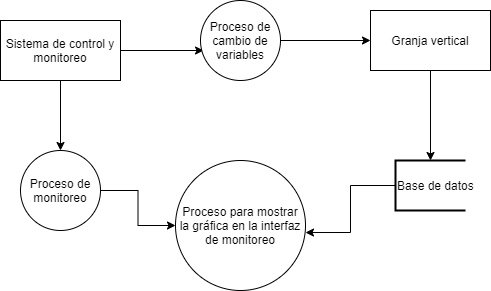 Sistema de control y
monitoreo
Proceso de
cambio de
variables
Granja vertical
Proceso de
monitoreo
Proceso para mostrar
la gráfica en la interfaz
de monitoreo
Base de datos